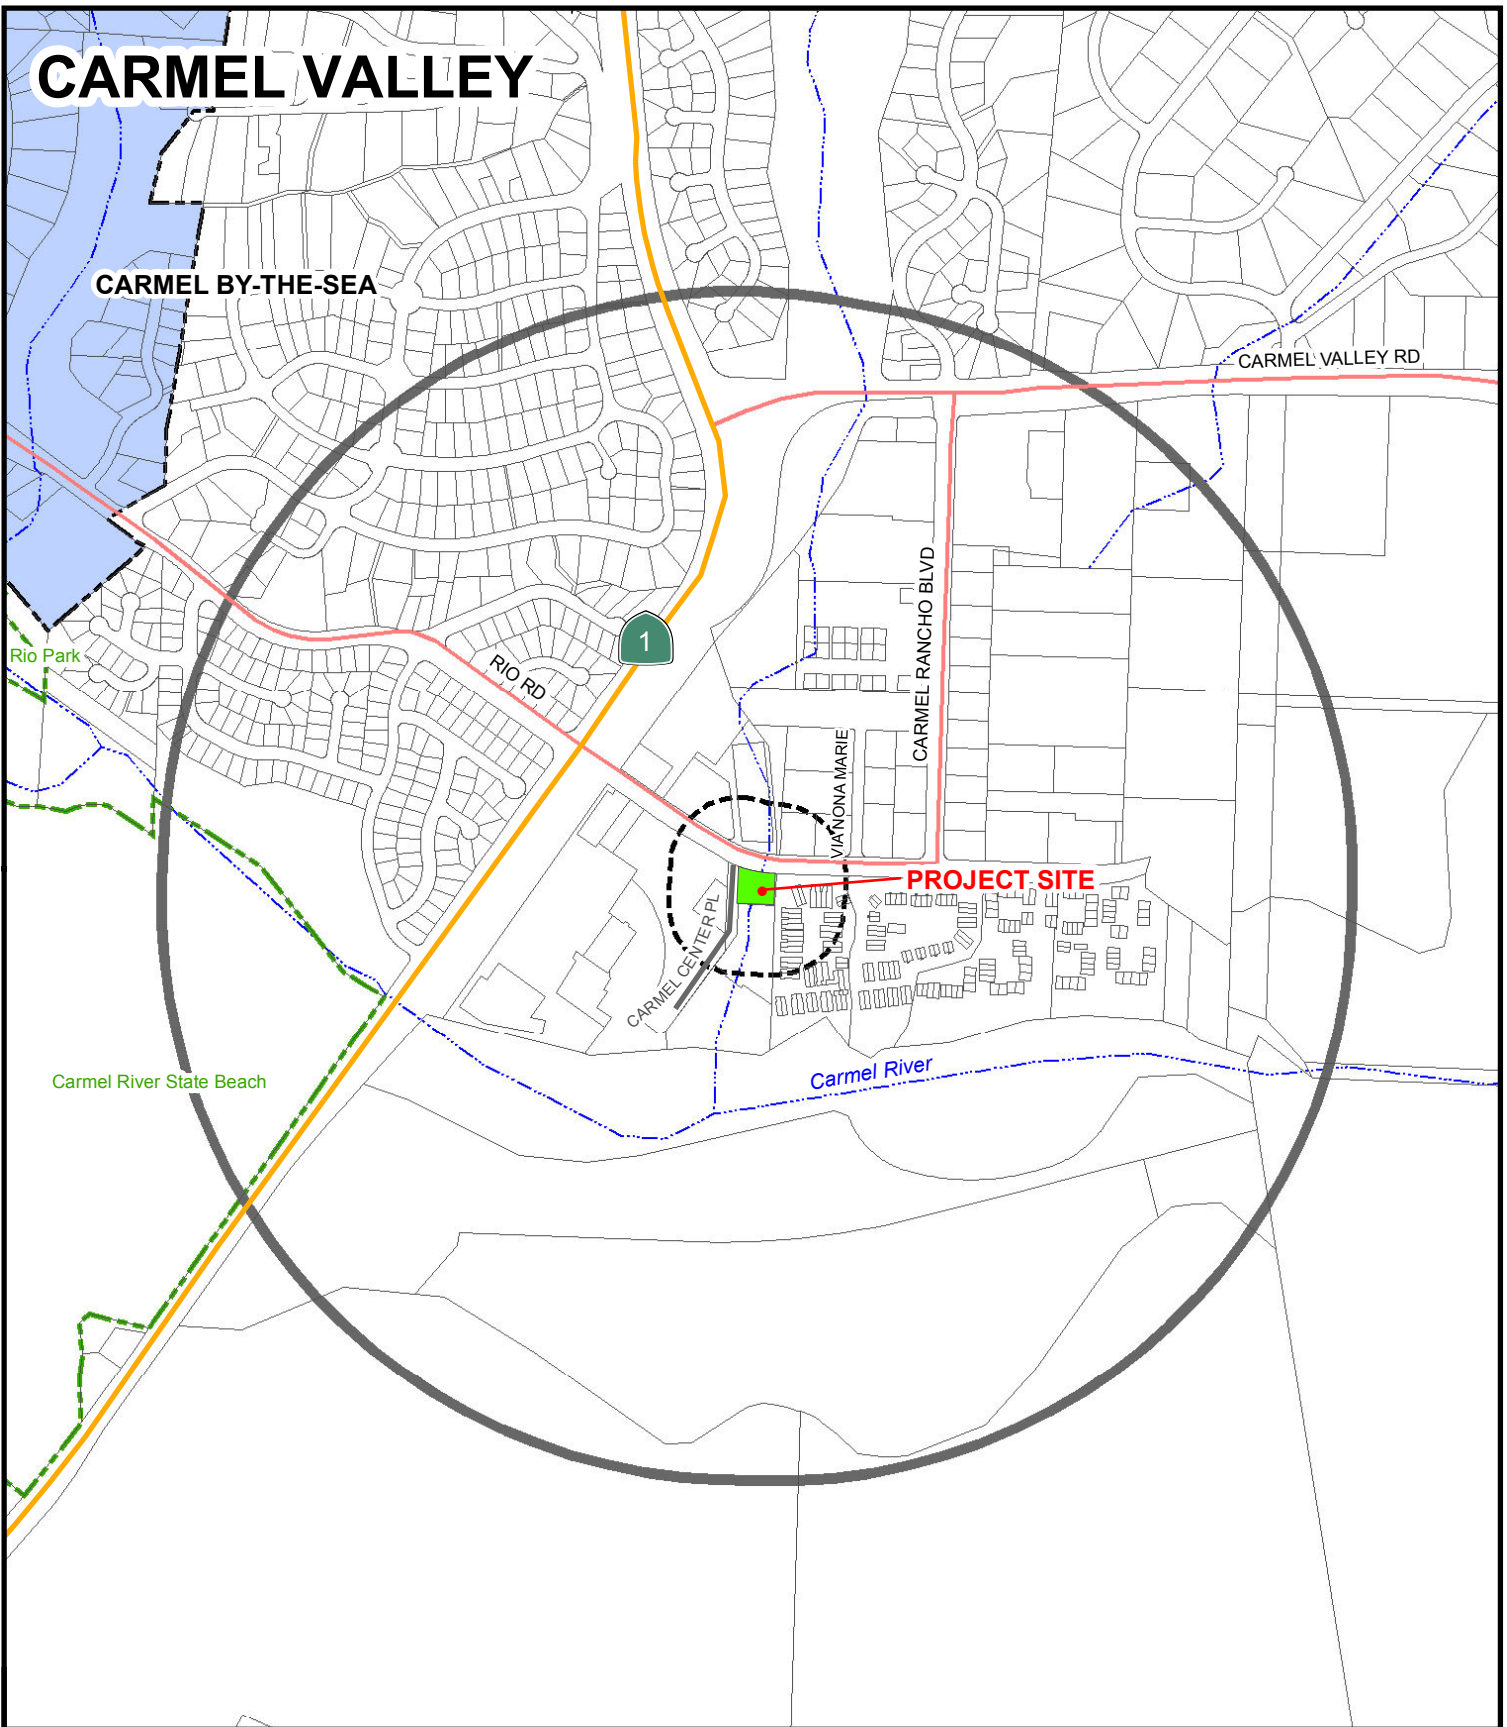 CARMEL VALLEY
CARMEL BY-THE-SEA
CARMEL VALLEY RD
CARMEL RANCHO BLVD
1
Rio Park
RIO RD
VIA NONA MARIE
PROJECT SITE
CARMEL CENTER PL
Carmel River
Carmel River State Beach